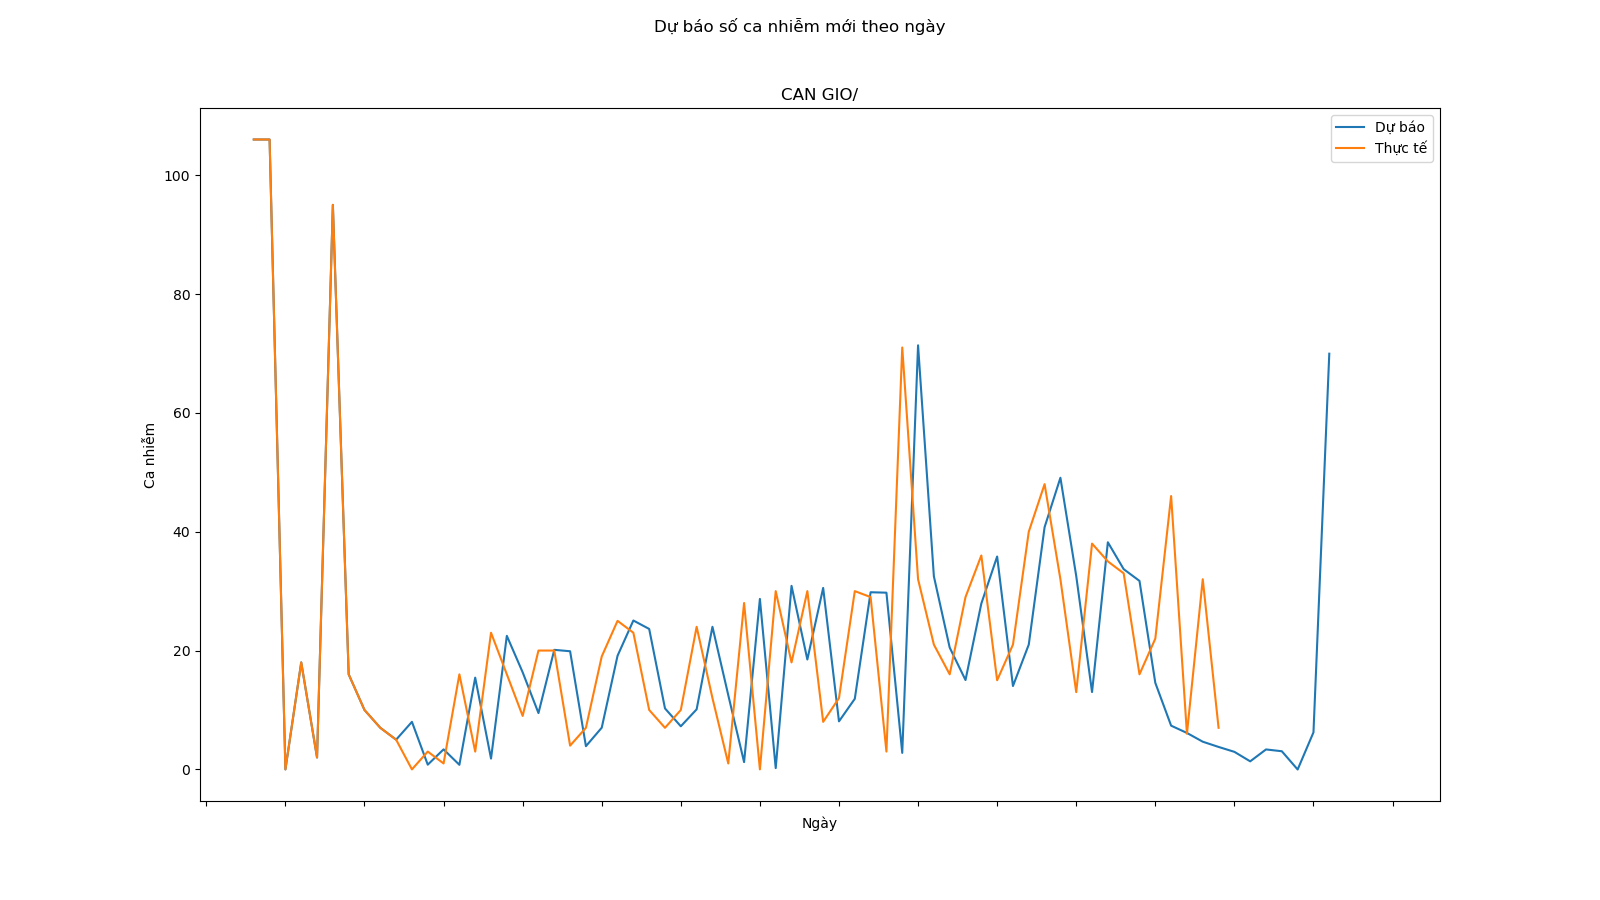 Dự báo số ca nhiễm mới theo ngày
CAN GIO/
Dự báo
Thực tế
100
80
60
40
20
0
Ca nhiễm
Ngày